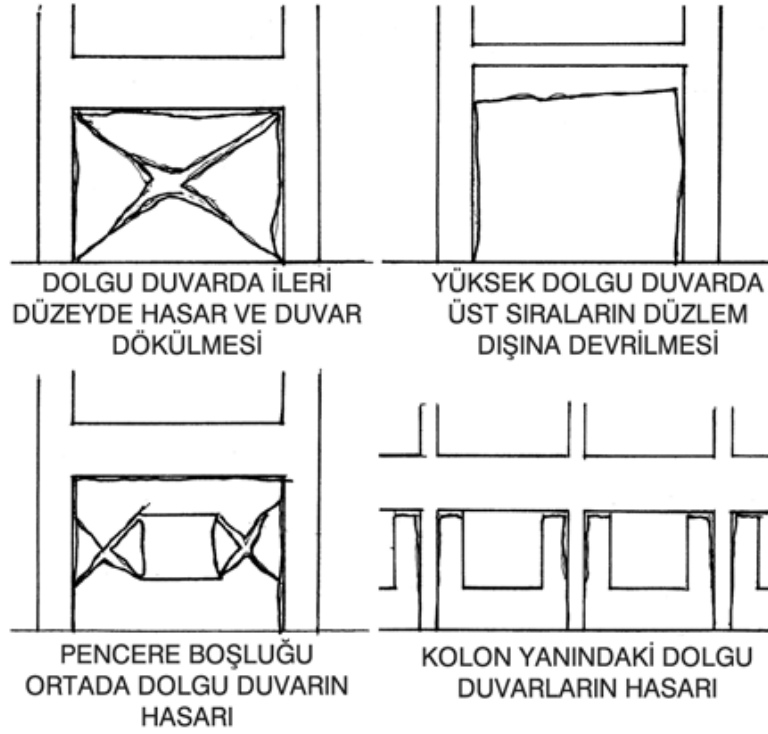 DOLGU DUVARDA İLERİ
DÜZEYDE HASAR VE DUVAR
DÖKÜLMESİ
YÜKSEK DOLGU DUVARDA
ÜST SIRALARIN DÜZLEM
DIŞINA DEVRİLMESİ
PENCERE BOŞLUĞU
ORTADA DOLGU DUVARIN
HASARI
KOLON YANINDAKİ DOLGU
DUVARLARIN HASARI